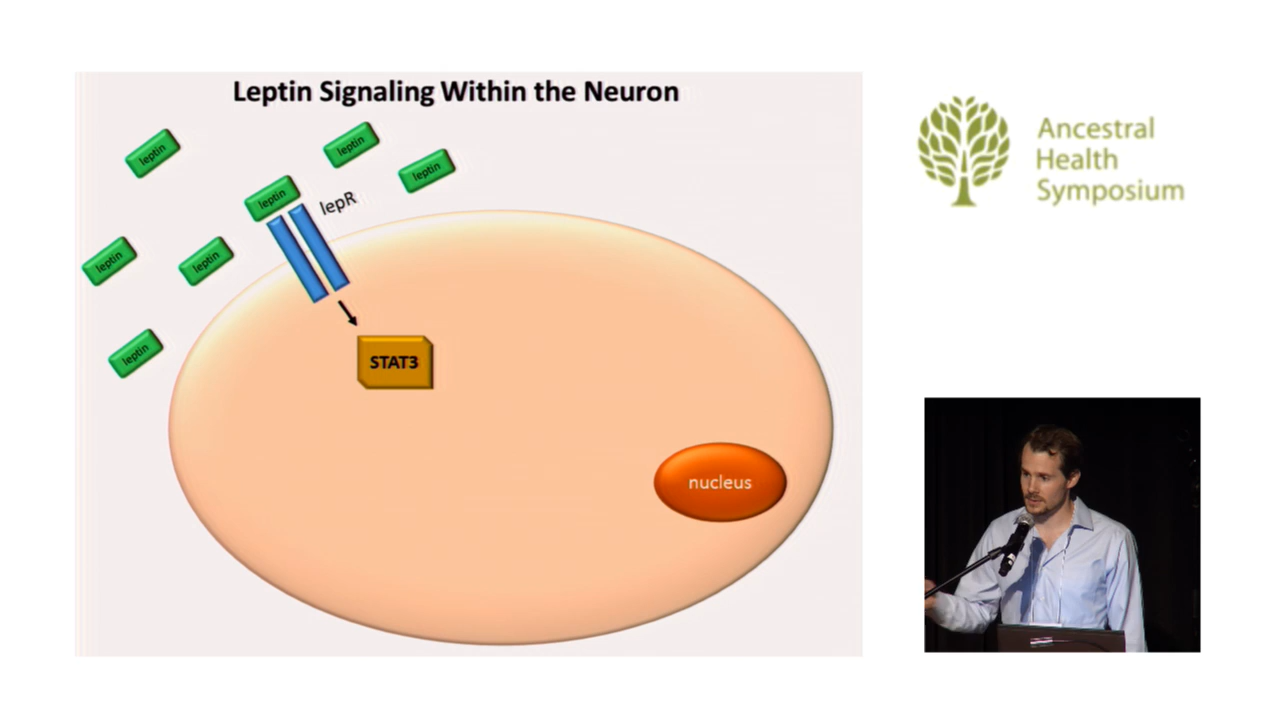 Leptin Signaling Within the Neuron
leptin
leptin
leptin
leptin
lepR
leptin
leptin
leptin
STAT3
nucleus
Ancestral
Health
Symposium